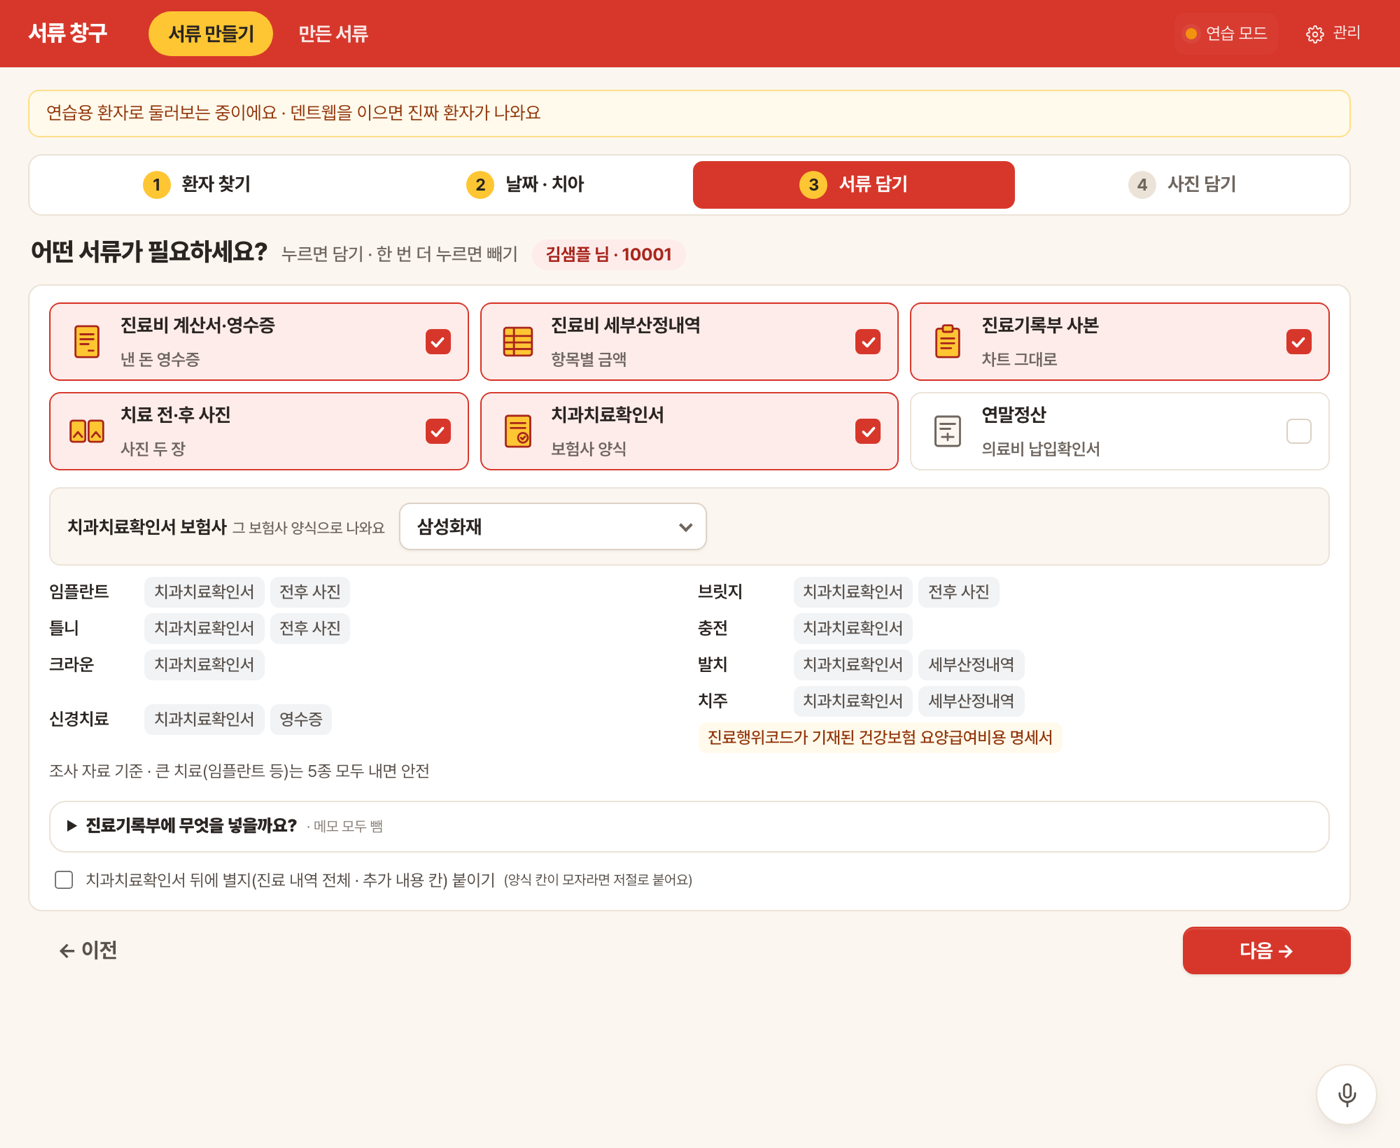 서류 창구 서류 만들기 만든 서류 연습 모드 관리
연습용 환자로 둘러보는 중이에요 · 덴트웹을 이으면 진짜 환자가 나와요
1 환자 찾기 2 날짜 · 치아 3 서류 담기 4 사진 담기
어떤 서류가 필요하세요? 누르면 담기 · 한 번 더 누르면 빼기 김샘플 님 · 10001
진료비 계산서·영수증
낸 돈 영수증
진료비 세부산정내역
항목별 금액
진료기록부 사본
차트 그대로
치료 전·후 사진
사진 두 장
치과치료확인서
보험사 양식
연말정산
의료비 납입확인서
치과치료확인서 보험사 그 보험사 양식으로 나와요 삼성화재
임플란트 치과치료확인서 전후 사진
틀니 치과치료확인서 전후 사진
크라운 치과치료확인서
신경치료 치과치료확인서 영수증
브릿지 치과치료확인서 전후 사진
충전 치과치료확인서
발치 치과치료확인서 세부산정내역
치주 치과치료확인서 세부산정내역
진료행위코드가 기재된 건강보험 요양급여비용 명세서
조사 자료 기준 · 큰 치료(임플란트 등)는 5종 모두 내면 안전
▶ 진료기록부에 무엇을 넣을까요? · 메모 모두 뺌
치과치료확인서 뒤에 별지(진료 내역 전체 · 추가 내용 칸) 붙이기 (양식 칸이 모자라면 저절로 붙어요)
← 이전 다음 →